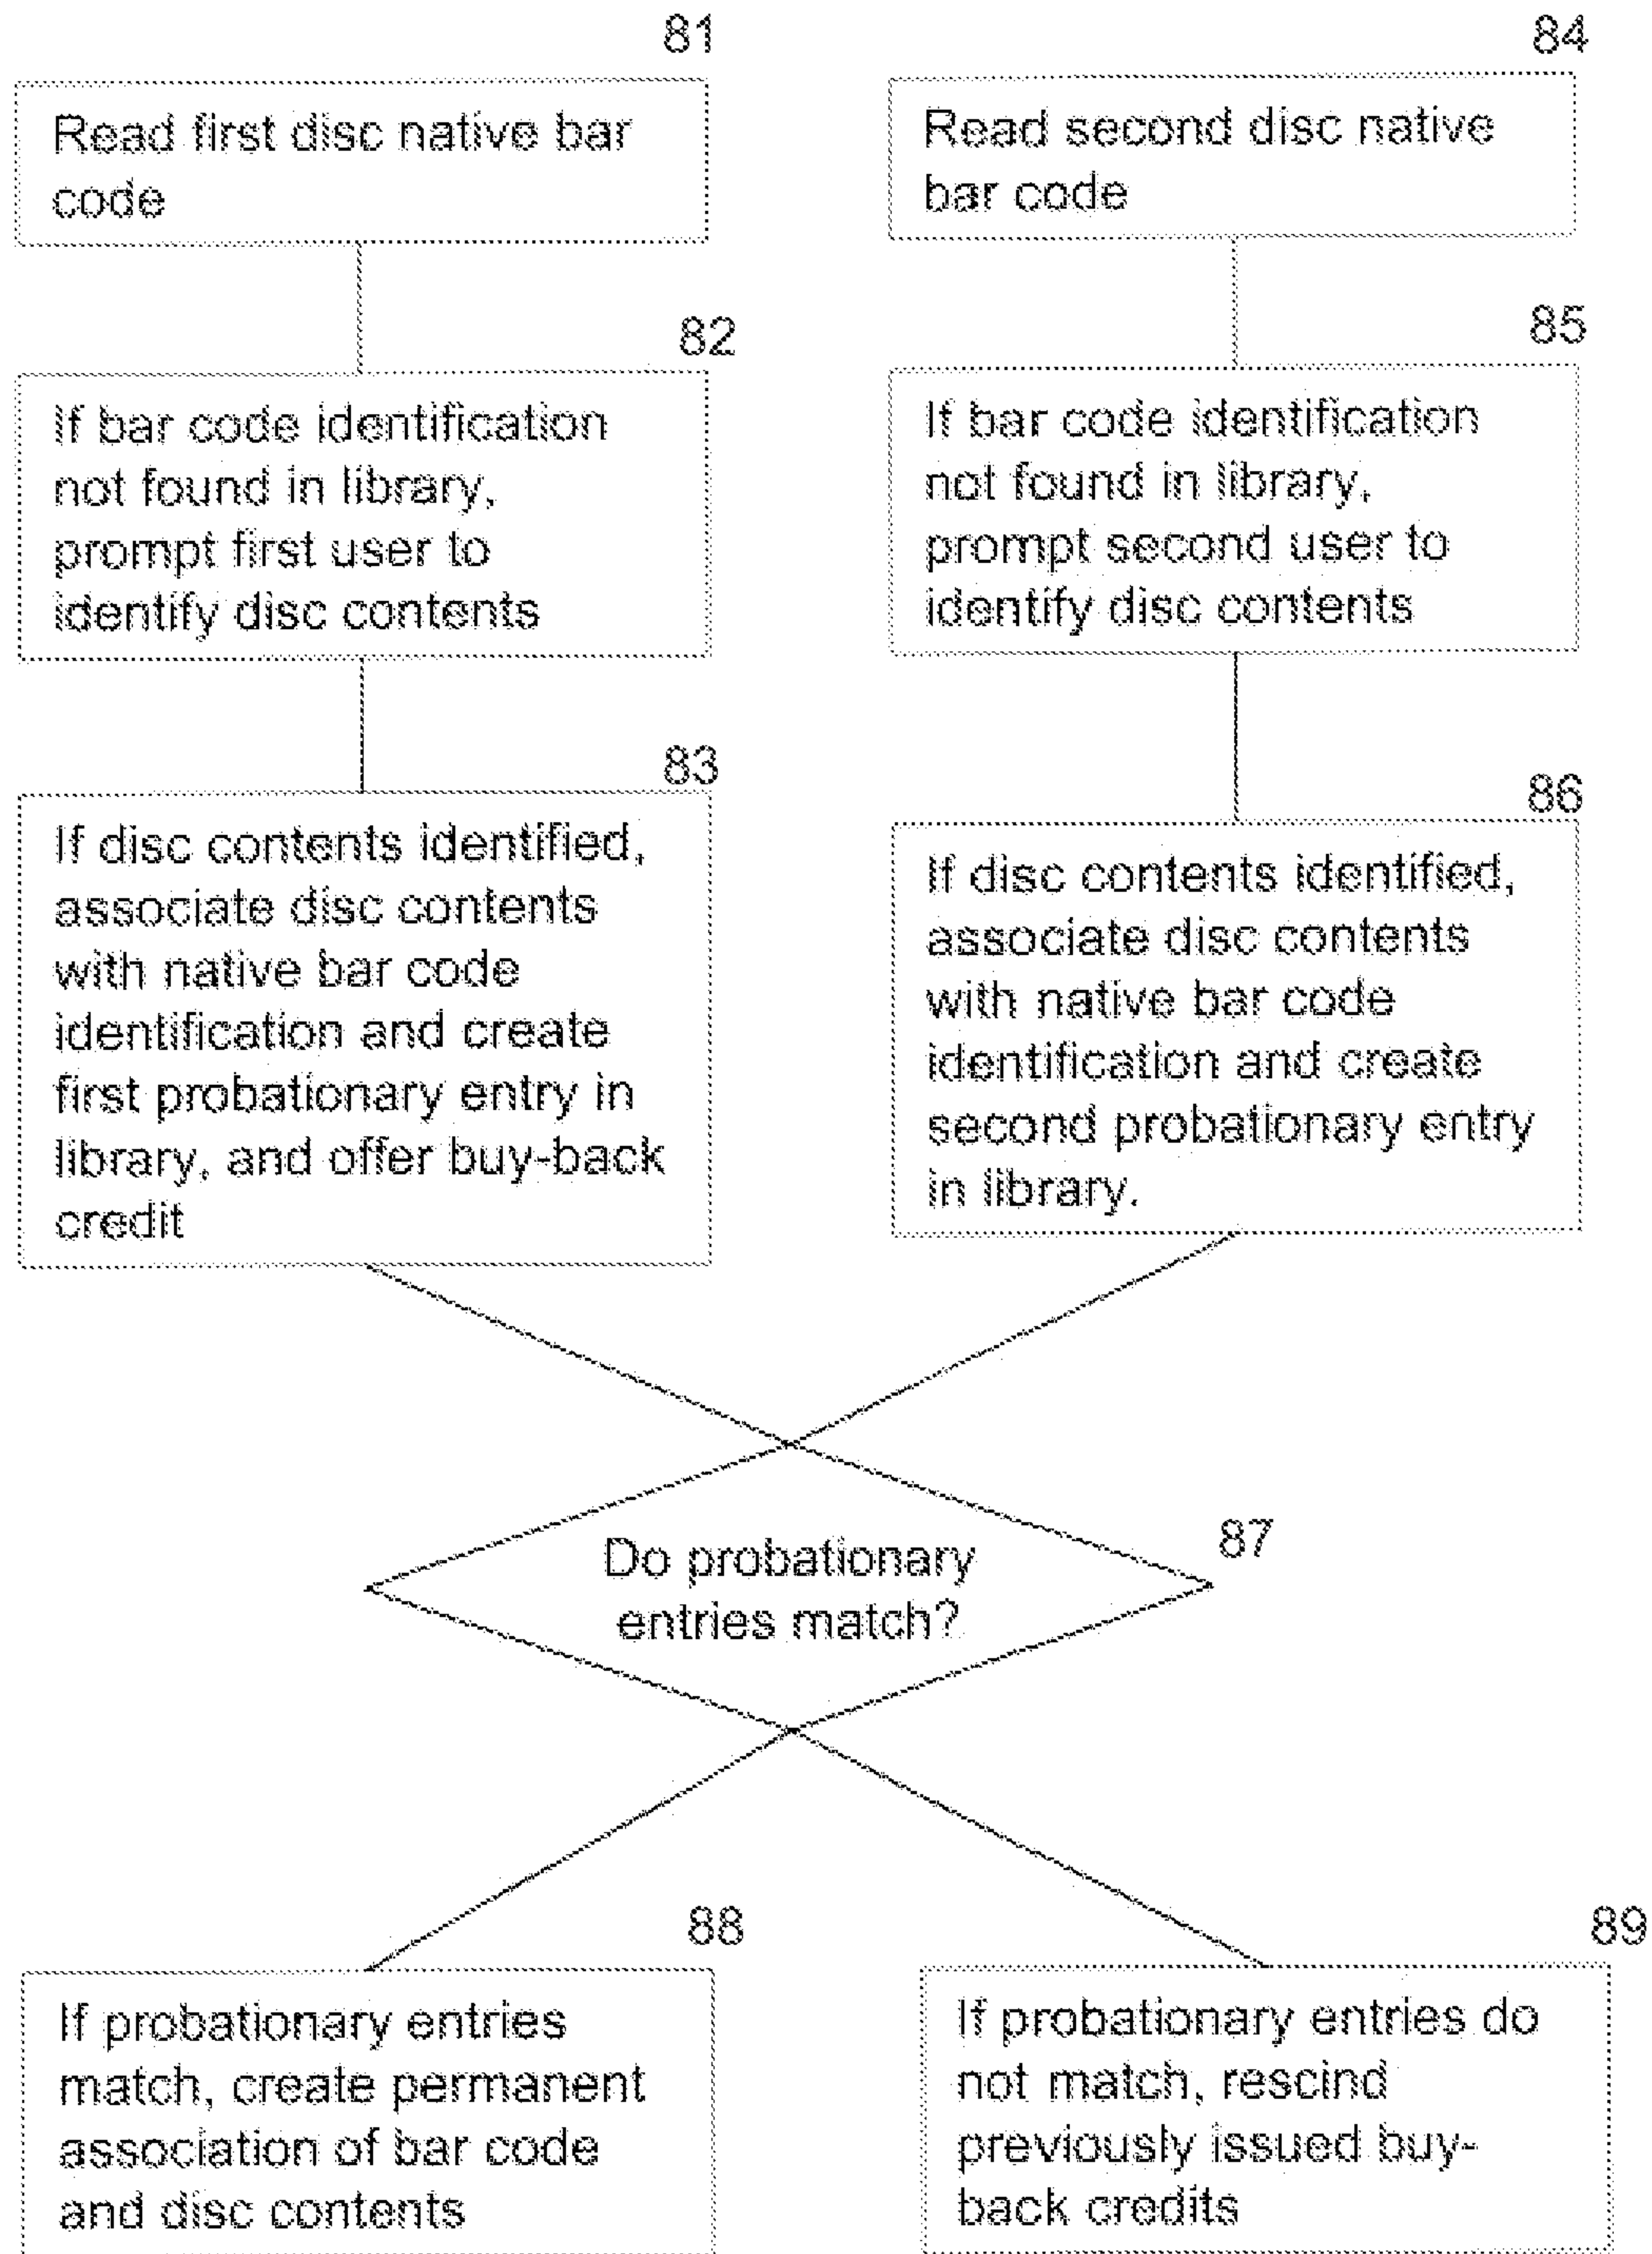 81
Read first disc native bar
code
84
Read second disc native
bar code
82
If bar code identification
not found in library,
prompt first user to
identify disc contents
85
If bar code identification
not found in library,
prompt second user to
identify disc contents
83
If disc contents identified,
associate disc contents
with native bar code
identification and create
first probationary entry in
library, and offer buy-back
credit
86
If disc contents identified,
associate disc contents
with native bar code
identification and create
second probationary entry
in library.
87
Do probationary
entries match?
88
If probationary entries
match, create permanent
association of bar code
and disc contents
89
If probationary entries do
not match, rescind
previously issued buy-
back credits